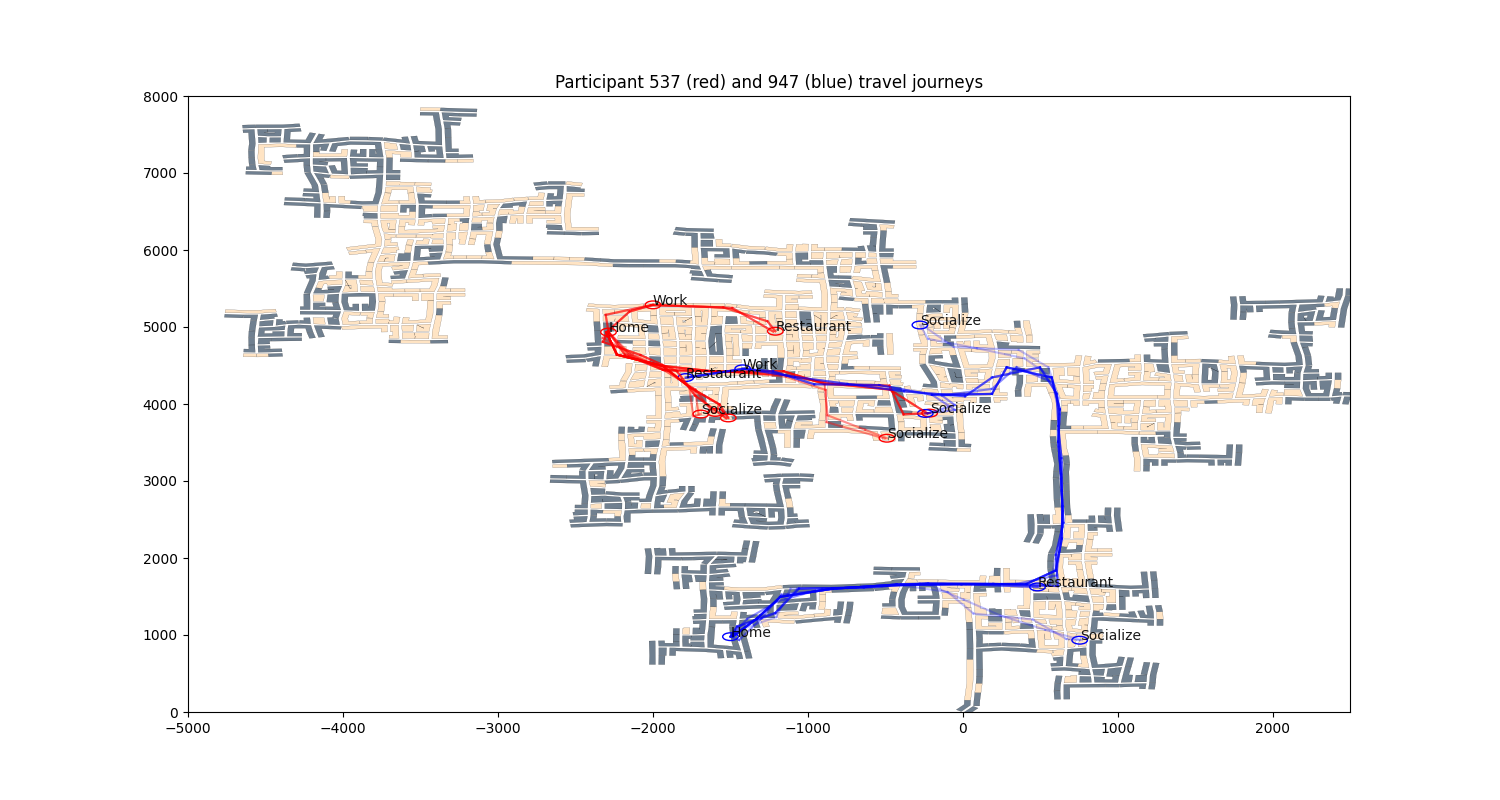 Participant 537 (red) and 947 (blue) travel journeys
8000
7000
6000
5000
4000
3000
2000
1000
0
Work
Home
Restaurant
Socialize
Work
Restaurant
Socialize
Socialize
Socialize
Restaurant
Home
Socialize
−5000
−4000
−3000
−2000
−1000
0
1000
2000